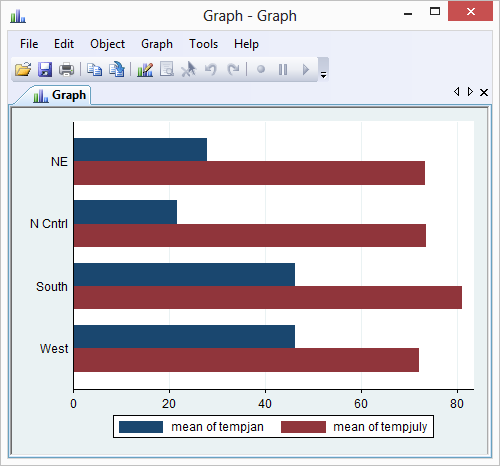 Graph - Graph
File Edit Object Graph Tools Help
Graph
NE
N Cntrl
South
West
0 20 40 60 80
mean of tempjan mean of tempjuly